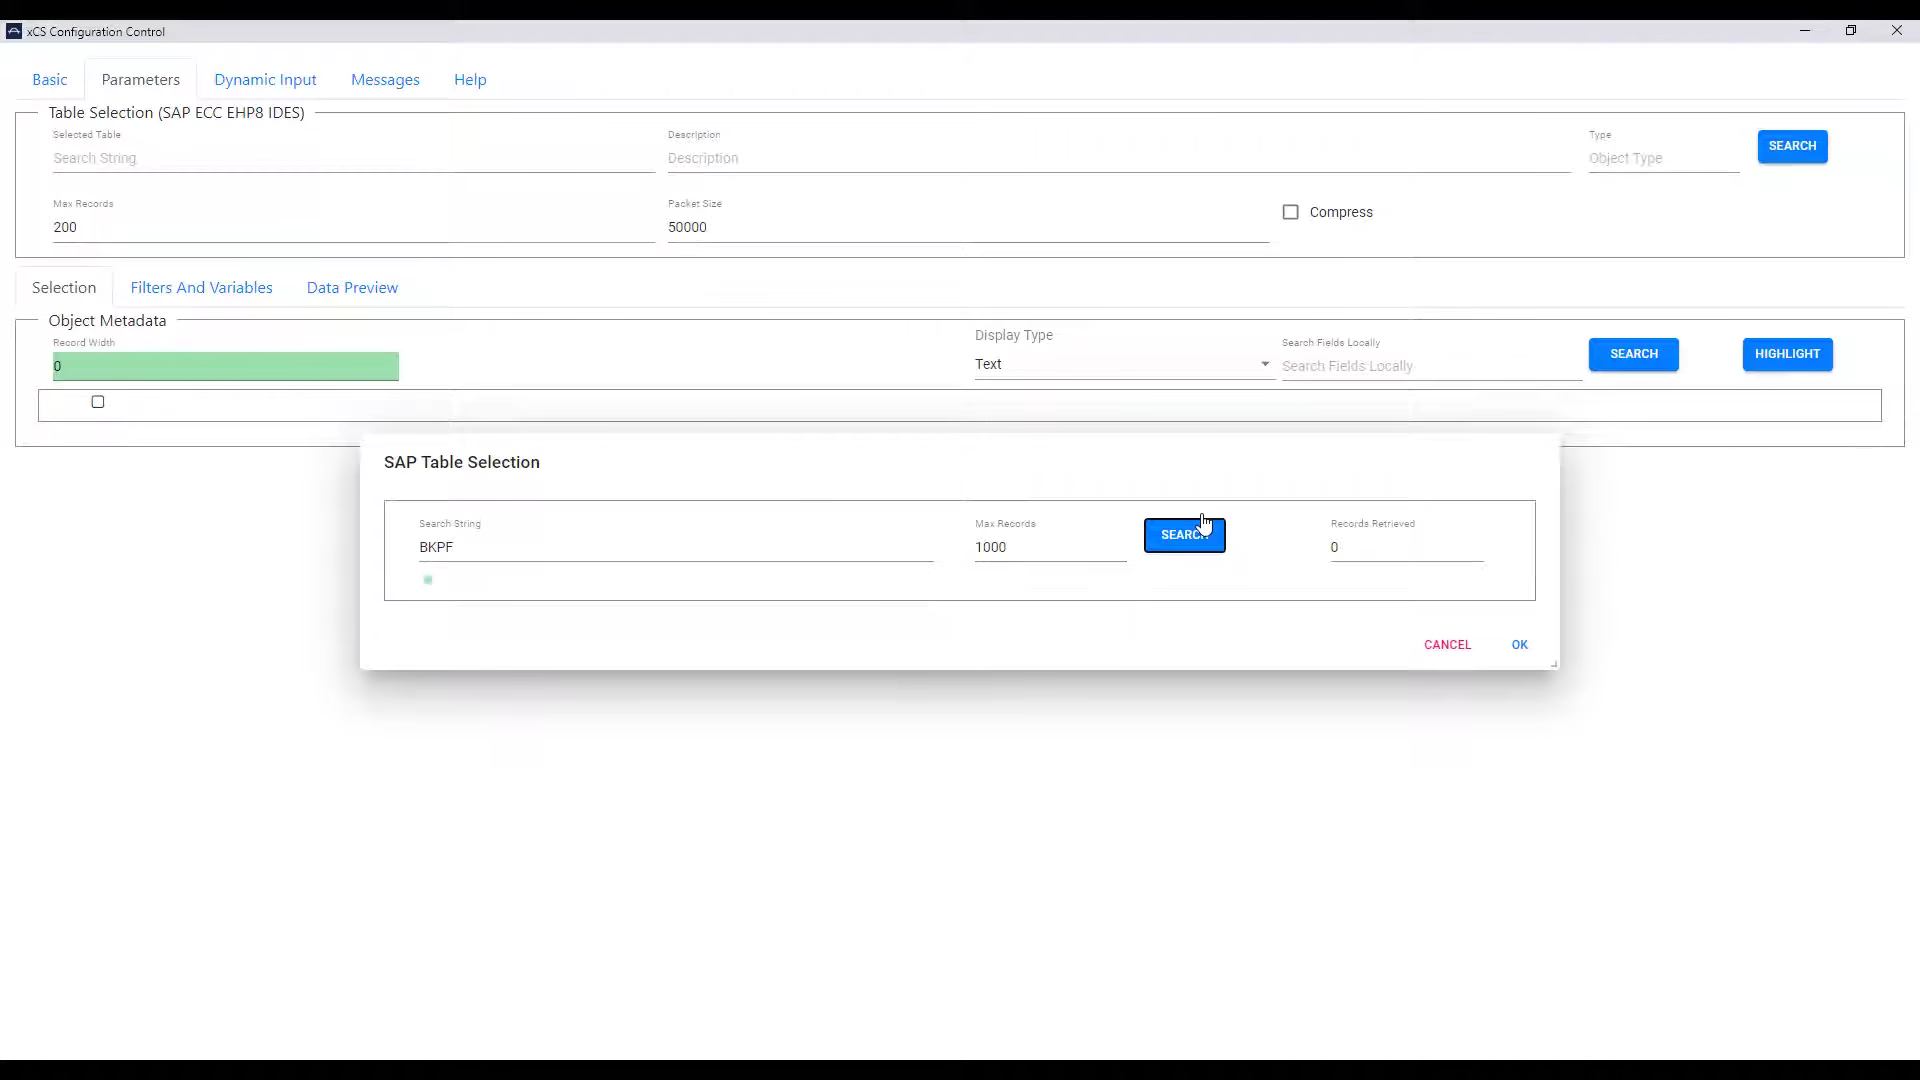 xCS Configuration Control
Basic Parameters Dynamic Input Messages Help
Table Selection (SAP ECC EHP8 IDES)
Selected Table Description Type
Search String Description Object Type SEARCH
Max Records Packet Size
200 50000 Compress
Selection Filters And Variables Data Preview
Object Metadata
Record Width Display Type Search Fields Locally
0 Text Search Fields Locally SEARCH HIGHLIGHT
SAP Table Selection
Search String Max Records Records Retrieved
BKPF 1000 SEARCH 0
CANCEL OK